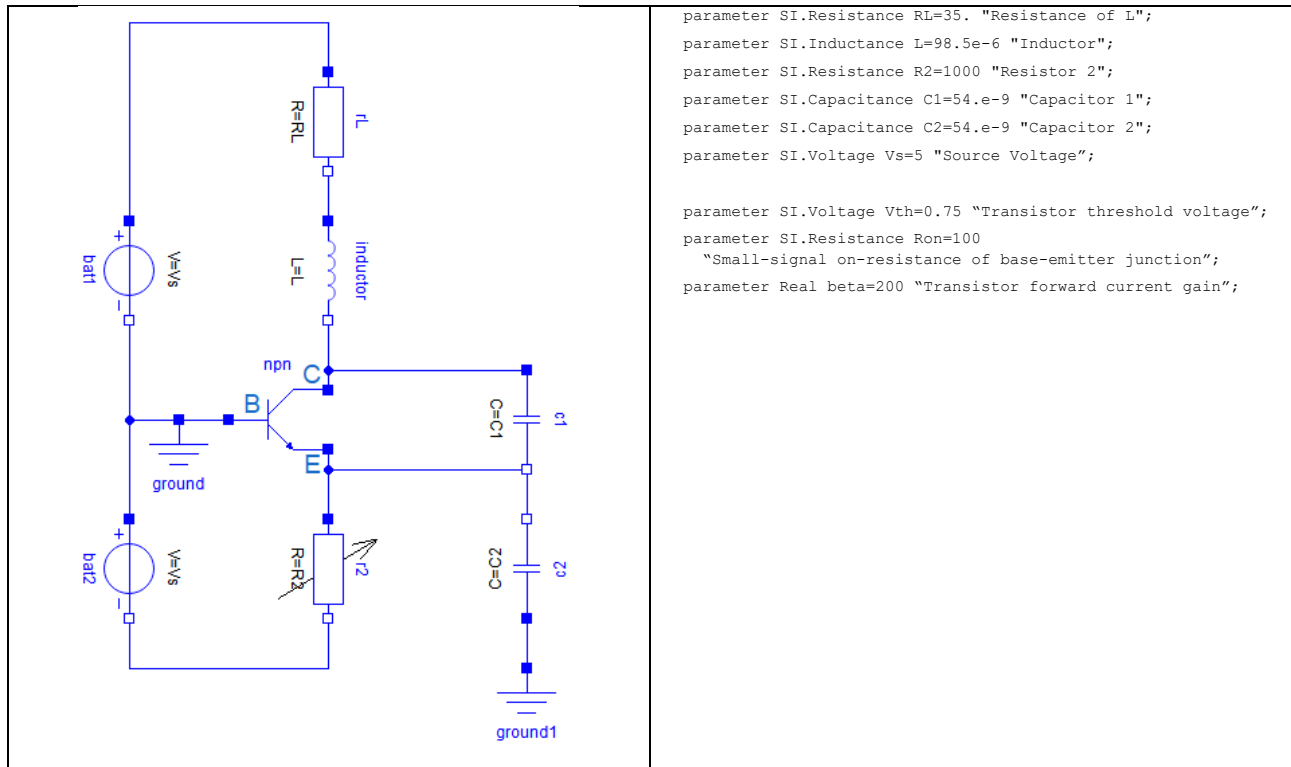 rL
R=RL
inductor
L=L
+
bat1
V=Vs
-
npn
C
B
E
c1
C=C1
ground
+
bat2
V=Vs
-
R=R2
r2
C=C2
c2
ground1
parameter SI.Resistance RL=35. "Resistance of L";
parameter SI.Inductance L=98.5e-6 "Inductor";
parameter SI.Resistance R2=1000 "Resistor 2";
parameter SI.Capacitance C1=54.e-9 "Capacitor 1";
parameter SI.Capacitance C2=54.e-9 "Capacitor 2";
parameter SI.Voltage Vs=5 "Source Voltage”;
parameter SI.Voltage Vth=0.75 “Transistor threshold voltage”;
parameter SI.Resistance Ron=100
“Small-signal on-resistance of base-emitter junction”;
parameter Real beta=200 “Transistor forward current gain”;